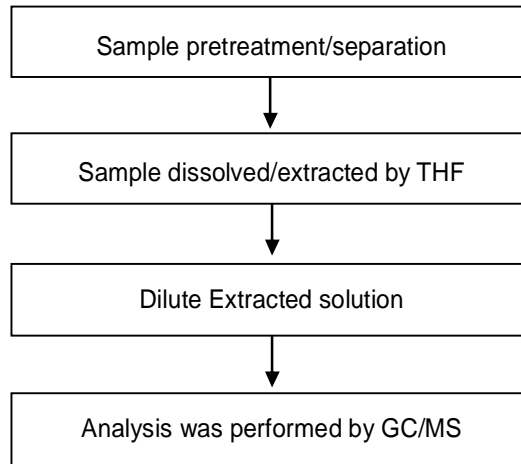 Sample pretreatment/separation
Sample dissolved/extracted by THF
Dilute Extracted solution
Analysis was performed by GC/MS